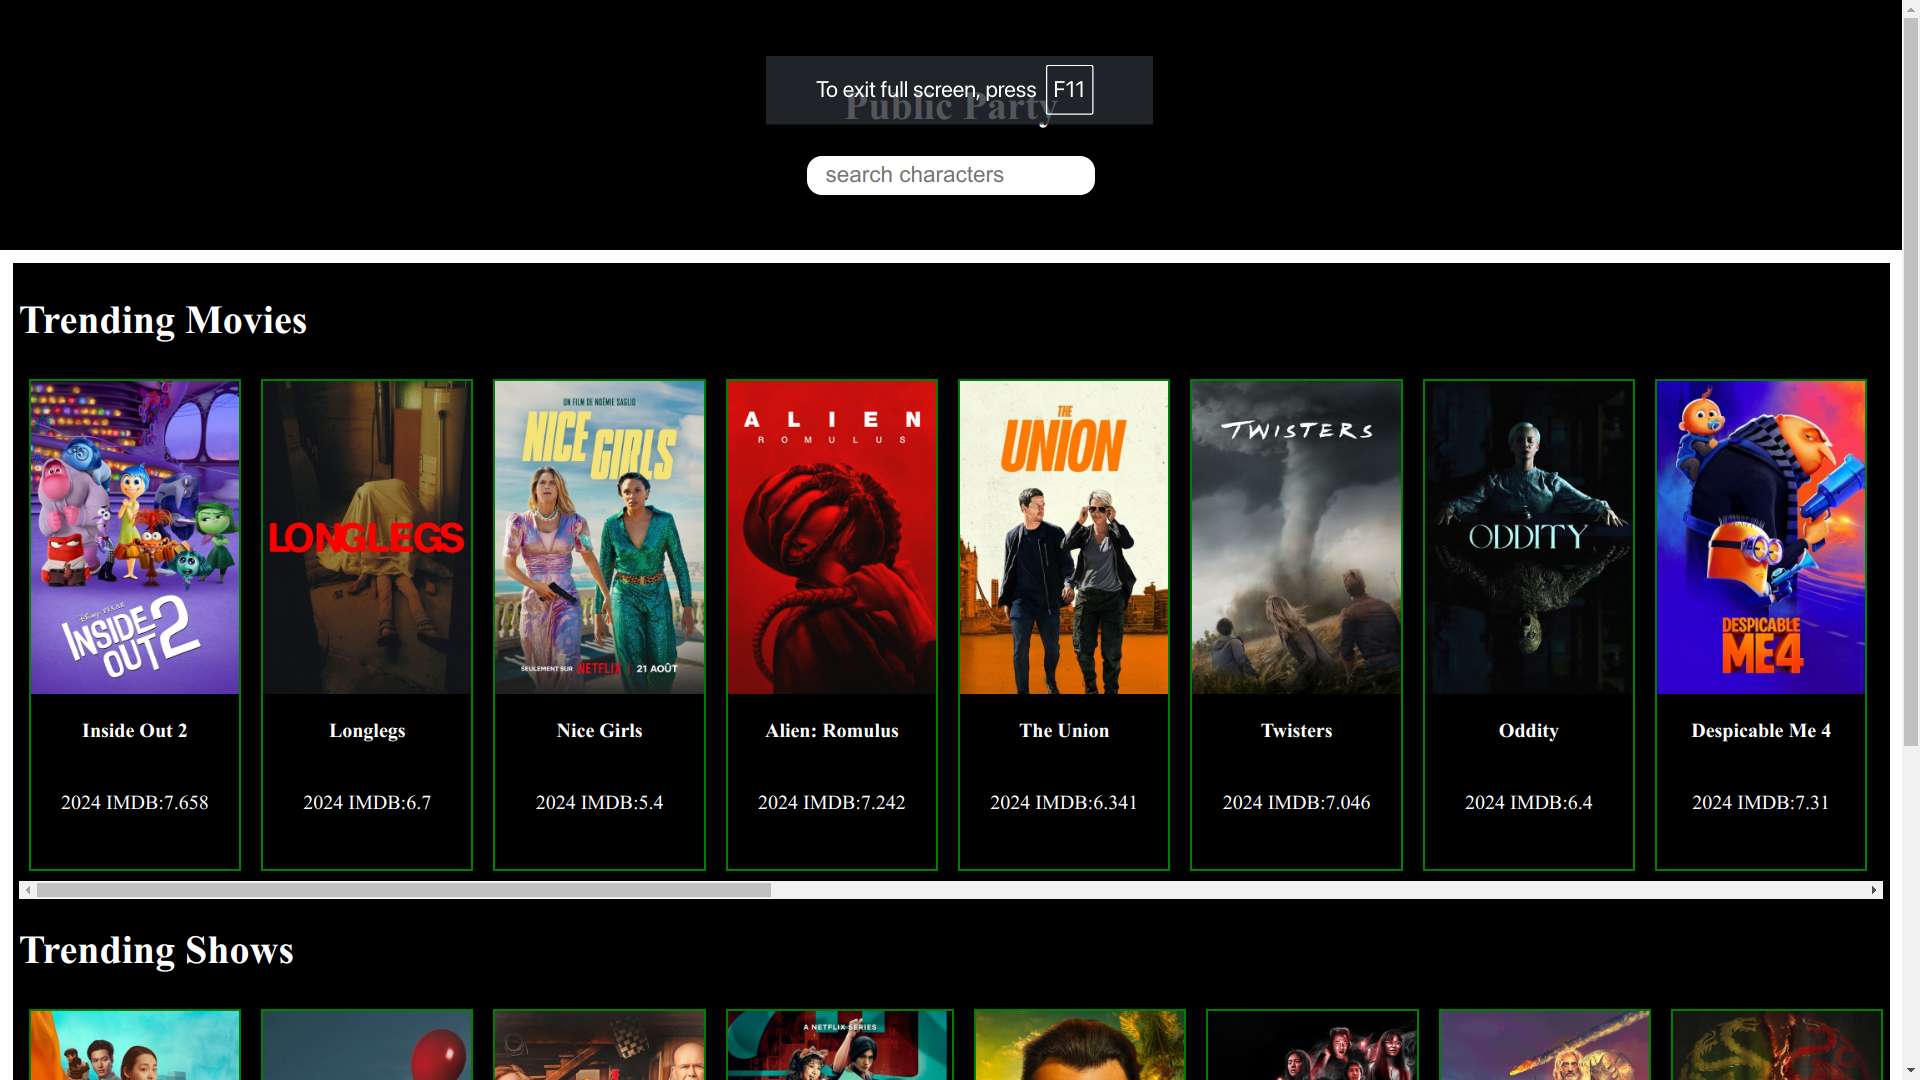 To exit full screen, press F11
Public Party
search characters
Trending Movies
INSIDE OUT 2
Disney PIXAR
LONGLEGS
UN FILM DE NOÉMIE SAGLIO
NICE GIRLS
SEULEMENT SUR NETFLIX | 21 AOÛT
ALIEN
ROMULUS
THE UNION
TWISTERS
ODDITY
DESPICABLE ME 4
Inside Out 2
Longlegs
Nice Girls
Alien: Romulus
The Union
Twisters
Oddity
Despicable Me 4
2024 IMDB:7.658
2024 IMDB:6.7
2024 IMDB:5.4
2024 IMDB:7.242
2024 IMDB:6.341
2024 IMDB:7.046
2024 IMDB:6.4
2024 IMDB:7.31
Trending Shows
A NETFLIX SERIES